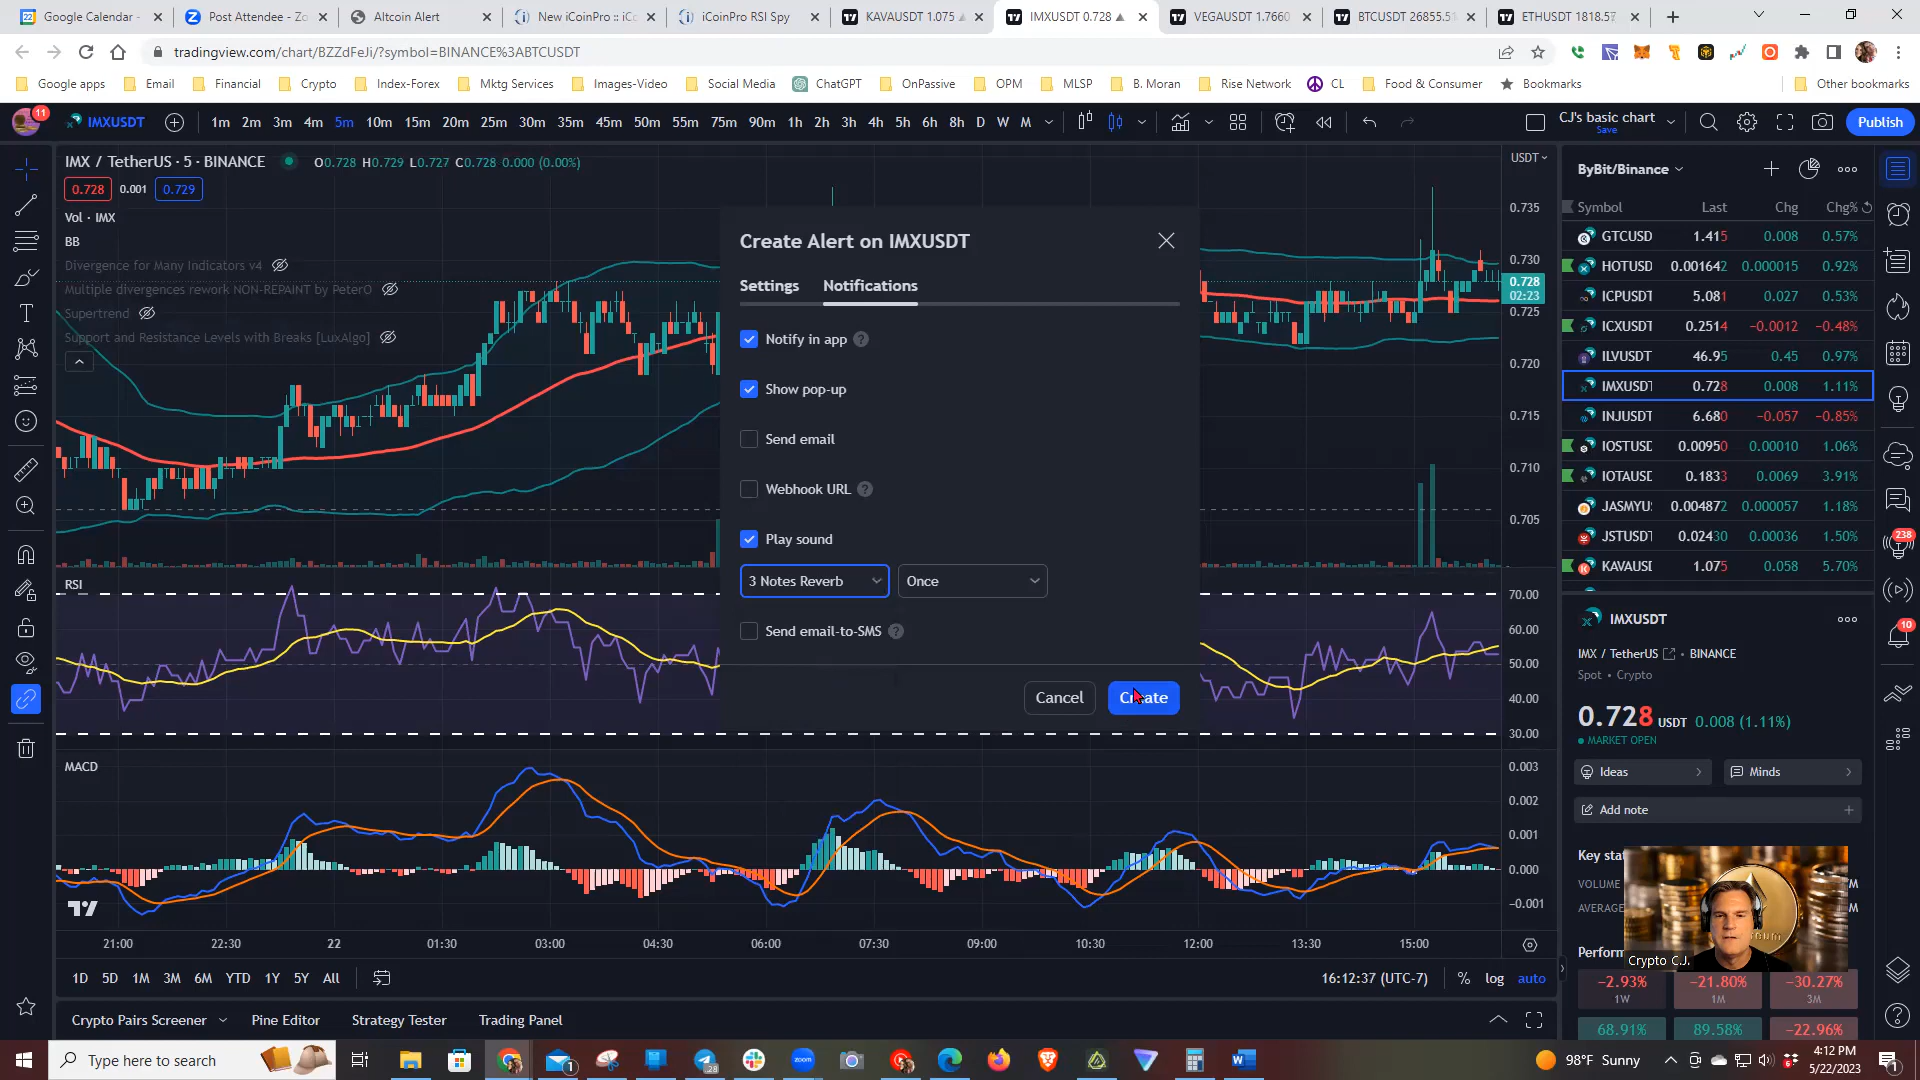 Google Calendar -
Post Attendee - Zo
Altcoin Alert
New iCoinPro :: iCo
iCoinPro RSI Spy
KAVAUSDT 1.075
IMXUSDT 0.728
VEGAUSDT 1.7660
BTCUSDT 26855.51
ETHUSDT 1818.57
tradingview.com/chart/BZZdFeJi/?symbol=BINANCE%3ABTCUSDT
Google apps
Email
Financial
Crypto
Index-Forex
Mktg Services
Images-Video
Social Media
ChatGPT
OnPassive
OPM
MLSP
B. Moran
Rise Network
CL
Food & Consumer
Bookmarks
Other bookmarks
11
IMXUSDT
1m 2m 3m 4m 5m 10m 15m 20m 25m 30m 35m 45m 50m 55m 75m 90m 1h 2h 3h 4h 5h 6h 8h D W M
CJ's basic chart
Save
Publish
IMX / TetherUS · 5 · BINANCE
O0.728 H0.729 L0.727 C0.728 0.000 (0.00%)
USDT
0.728 0.001 0.729
Vol · IMX
BB
Divergence for Many Indicators v4
Multiple divergences rework NON-REPAINT by PeterO
Supertrend
Support and Resistance Levels with Breaks [LuxAlgo]
0.735
0.730
0.728
02:23
0.725
0.720
0.715
0.710
0.705
Create Alert on IMXUSDT
Settings
Notifications
Notify in app
Show pop-up
Send email
Webhook URL
Play sound
3 Notes Reverb
Once
Send email-to-SMS
Cancel
Create
RSI
70.00
60.00
50.00
40.00
30.00
MACD
0.003
0.002
0.001
0.000
−0.001
21:00 22:30 22 01:30 03:00 04:30 06:00 07:30 09:00 10:30 12:00 13:30 15:00
1D 5D 1M 3M 6M YTD 1Y 5Y All
16:12:37 (UTC-7)
% log auto
Crypto Pairs Screener
Pine Editor
Strategy Tester
Trading Panel
ByBit/Binance
Symbol Last Chg Chg%
GTCUSD 1.415 0.008 0.57%
HOTUSD 0.001642 0.000015 0.92%
ICPUSDT 5.081 0.027 0.53%
ICXUSDT 0.2514 −0.0012 −0.48%
ILVUSDT 46.95 0.45 0.97%
IMXUSDT 0.728 0.008 1.11%
INJUSDT 6.680 −0.057 −0.85%
IOSTUSD 0.00950 0.00010 1.06%
IOTAUSD 0.1833 0.0069 3.91%
JASMYU 0.004872 0.000057 1.18%
JSTUSDT 0.02430 0.00036 1.50%
KAVAUSD 1.075 0.058 5.70%
238
10
IMXUSDT
IMX / TetherUS • BINANCE
Spot • Crypto
0.728 USDT 0.008 (1.11%)
MARKET OPEN
Ideas
Minds
Add note
Key sta
VOLUME
M
AVERAGE
M
Perform
Crypto C.J.
−2.93%
1W
−21.80%
1M
−30.27%
3M
68.91%
89.58%
−22.96%
Type here to search
1
28
zoom
98°F Sunny
4:12 PM
5/22/2023
1